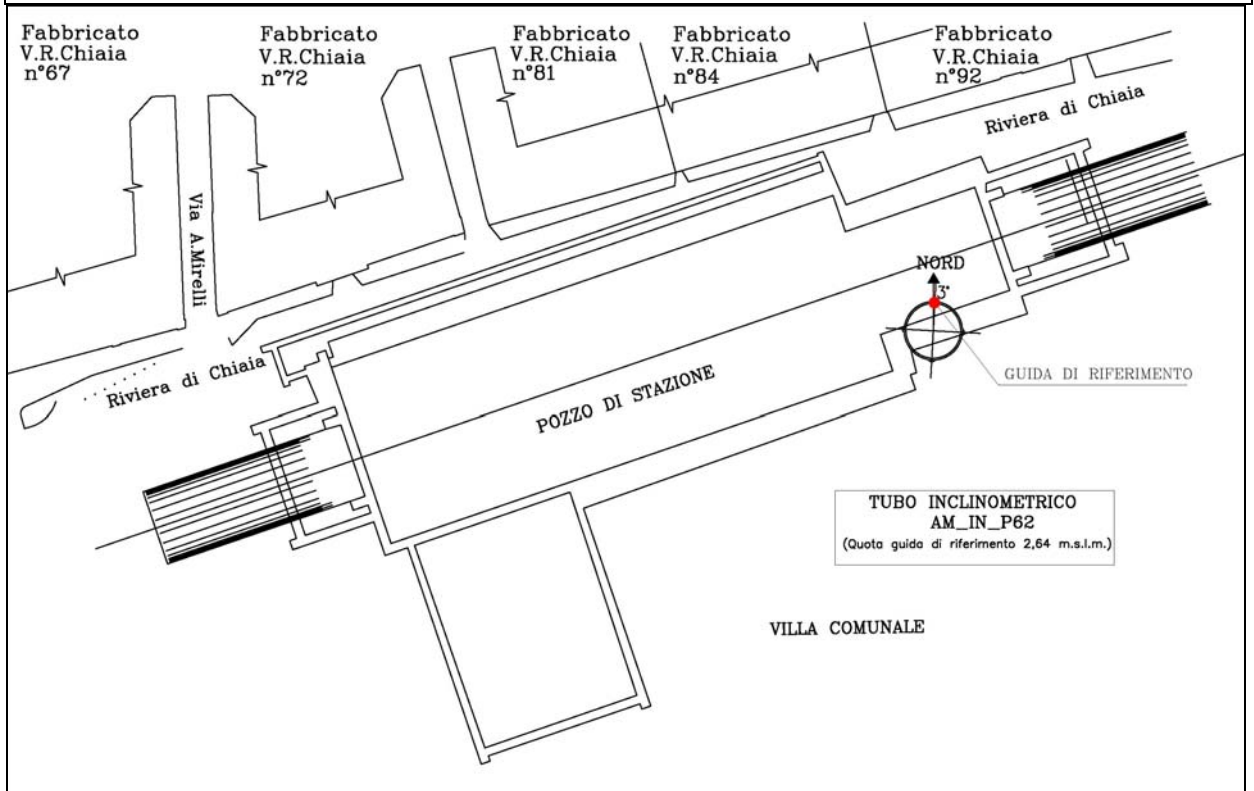 Fabbricato
V.R.Chiaia
n°67
Fabbricato
V.R.Chiaia
n°72
Fabbricato
V.R.Chiaia
n°81
Fabbricato
V.R.Chiaia
n°84
Fabbricato
V.R.Chiaia
n°92
Riviera di Chiaia
Via A.Mirelli
NORD
3°
Riviera di Chiaia
GUIDA DI RIFERIMENTO
POZZO DI STAZIONE
TUBO INCLINOMETRICO
AM_IN_P62
(Quota guida di riferimento 2,64 m.s.l.m.)
VILLA COMUNALE